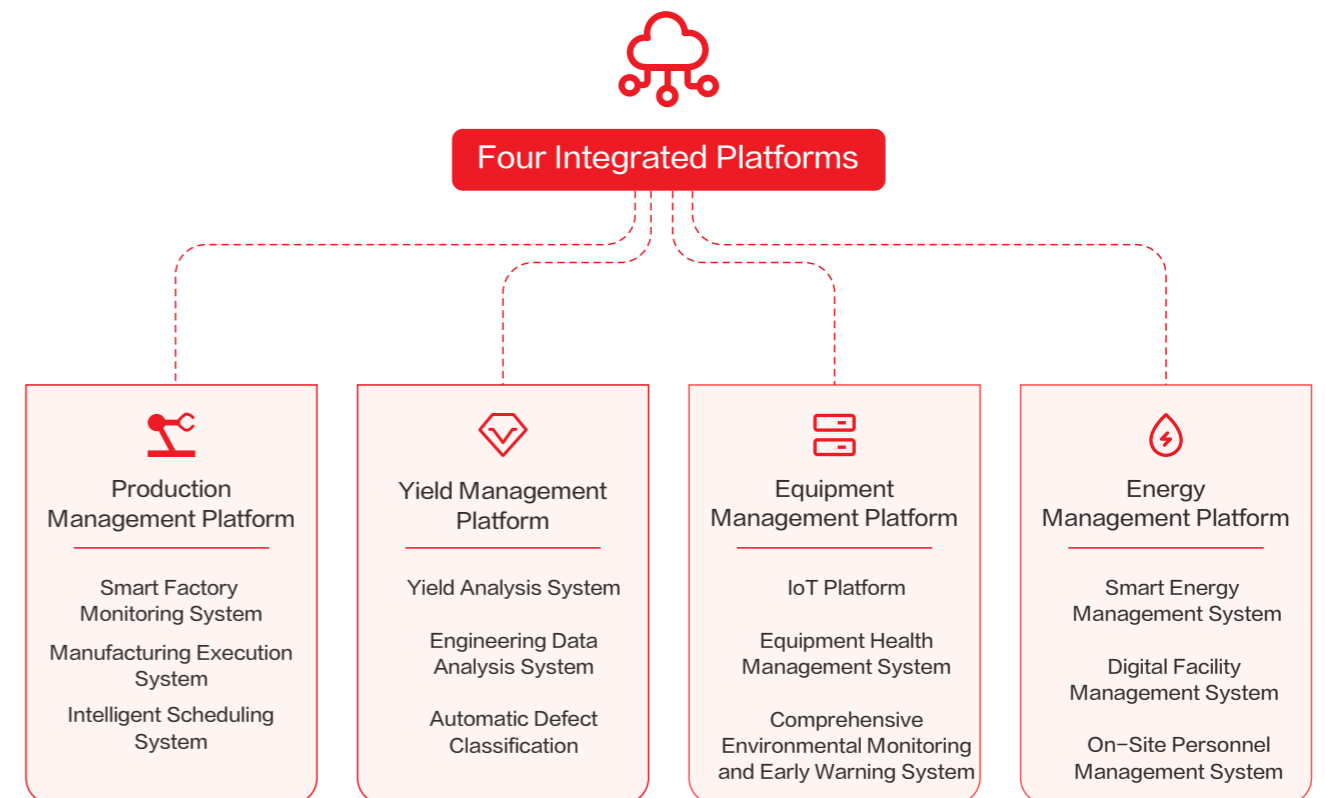 Four Integrated Platforms
Production
Management Platform
Smart Factory
Monitoring System
Manufacturing Execution
System
Intelligent Scheduling
System
Yield Management
Platform
Yield Analysis System
Engineering Data
Analysis System
Automatic Defect
Classification
Equipment
Management Platform
IoT Platform
Equipment Health
Management System
Comprehensive
Environmental Monitoring
and Early Warning System
Energy
Management Platform
Smart Energy
Management System
Digital Facility
Management System
On-Site Personnel
Management System